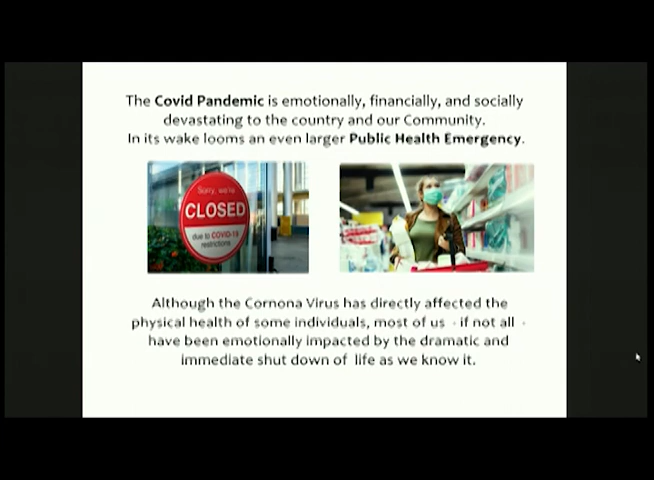 The Covid Pandemic is emotionally, financially, and socially
devastating to the country and our Community.
In its wake looms an even larger Public Health Emergency.
Sorry, we're
CLOSED
due to COVID-19
restrictions
Although the Cornona Virus has directly affected the
physical health of some individuals, most of us - if not all -
have been emotionally impacted by the dramatic and
immediate shut down of life as we know it.